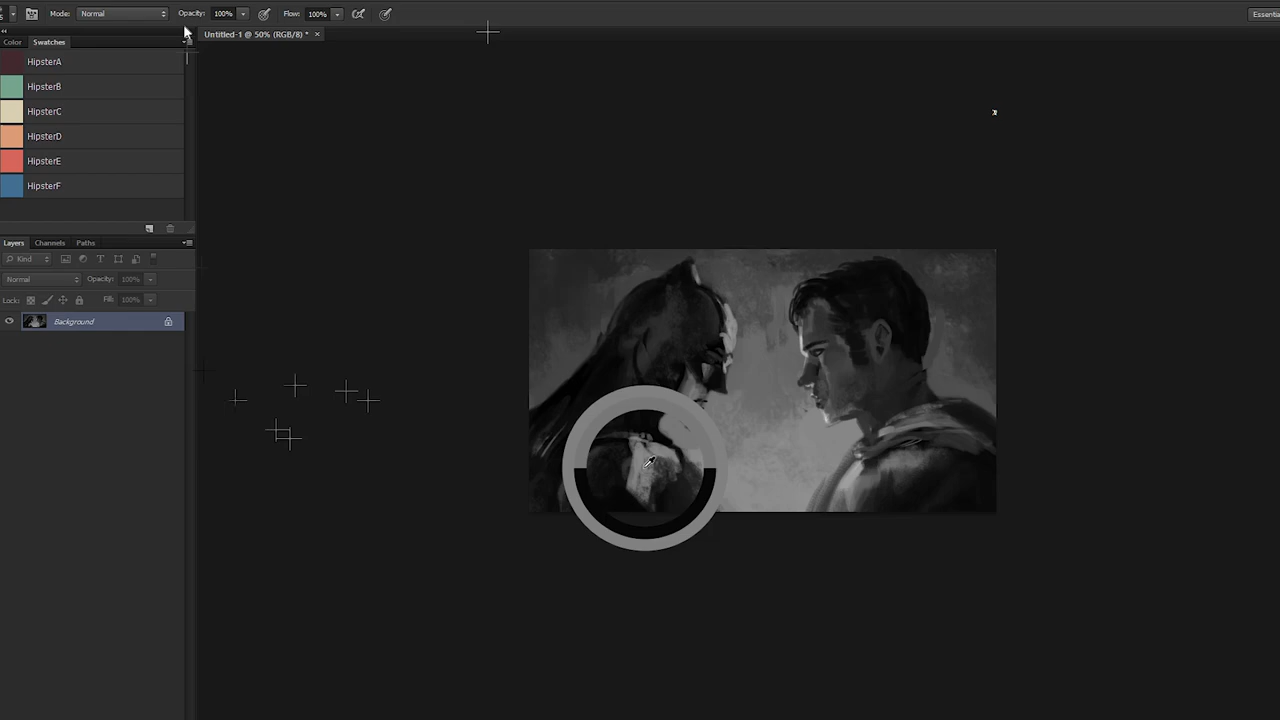 Mode: Normal Opacity: 100% Flow: 100% Essentia
Untitled-1 @ 50% (RGB/8) * ×
Color Swatches
HipsterA
HipsterB
HipsterC
HipsterD
HipsterE
HipsterF
Layers Channels Paths
Kind
Normal Opacity: 100%
Lock: Fill: 100%
Background